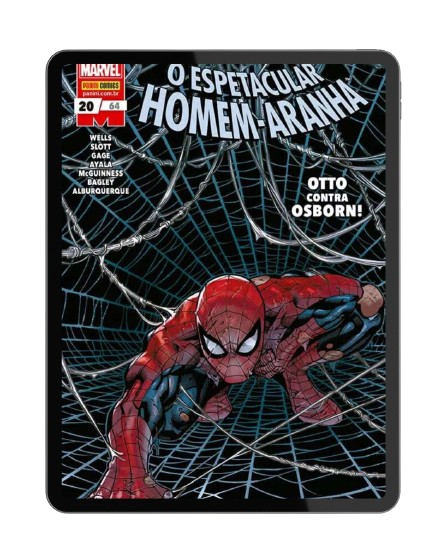 MARVEL
PANINI COMICS
panini.com.br
20 / 64
O ESPETACULAR
HOMEM-ARANHA
WELLS
SLOTT
GAGE
AYALA
McGUINNESS
BAGLEY
ALBURQUERQUE
OTTO
CONTRA
OSBORN!